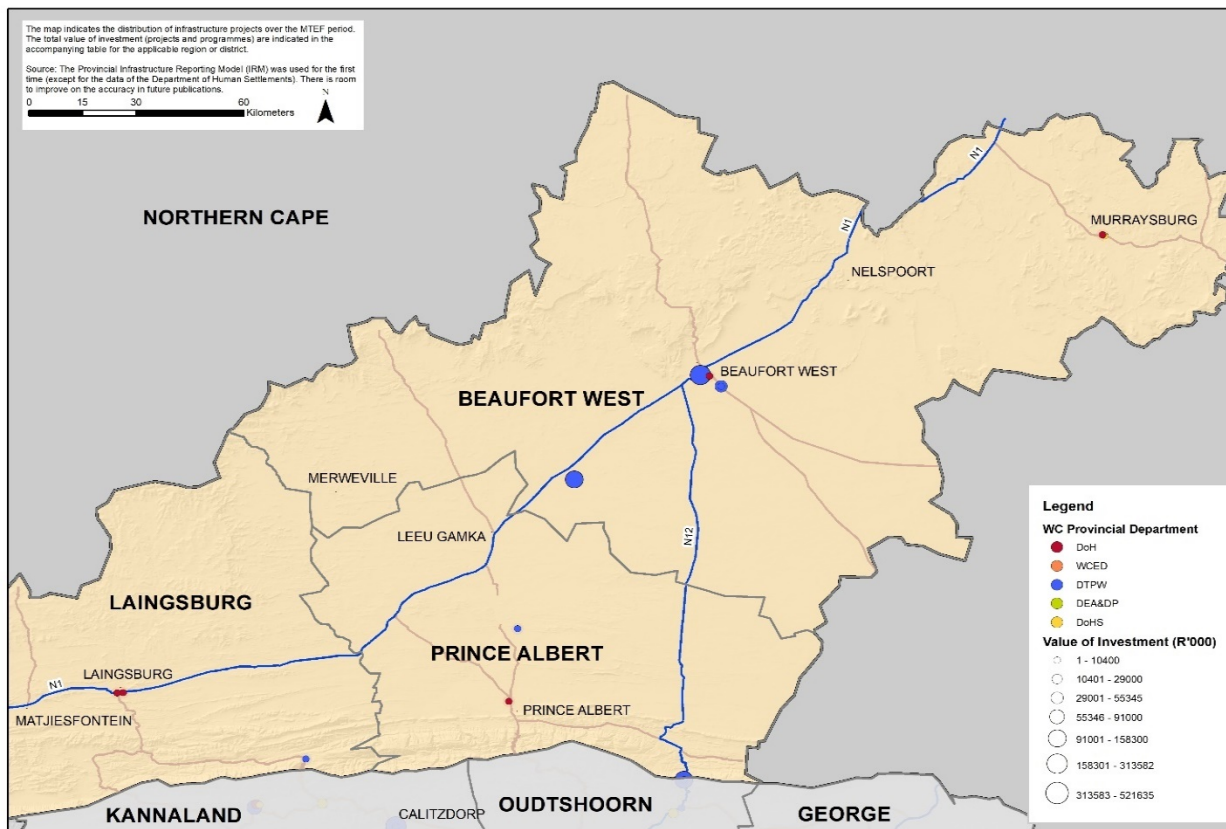 The map indicates the distribution of infrastructure projects over the MTEF period.
The total value of investment (projects and programmes) are indicated in the
accompanying table for the applicable region or district.
Source: The Provincial Infrastructure Reporting Model (IRM) was used for the first
time (except for the data of the Department of Human Settlements). There is room
to improve on the accuracy in future publications.
N
0 15 30 60
Kilometers
N1
NORTHERN CAPE
MURRAYSBURG
N1
NELSPOORT
BEAUFORT WEST
BEAUFORT WEST
MERWEVILLE
LEEU GAMKA
N12
LAINGSBURG
PRINCE ALBERT
LAINGSBURG
N1
PRINCE ALBERT
MATJIESFONTEIN
KANNALAND
CALITZDORP
OUDTSHOORN
GEORGE
Legend
WC Provincial Department
DoH
WCED
DTPW
DEA&DP
DoHS
Value of Investment (R'000)
1 - 10400
10401 - 29000
29001 - 55345
55346 - 91000
91001 - 158300
158301 - 313582
313583 - 521635